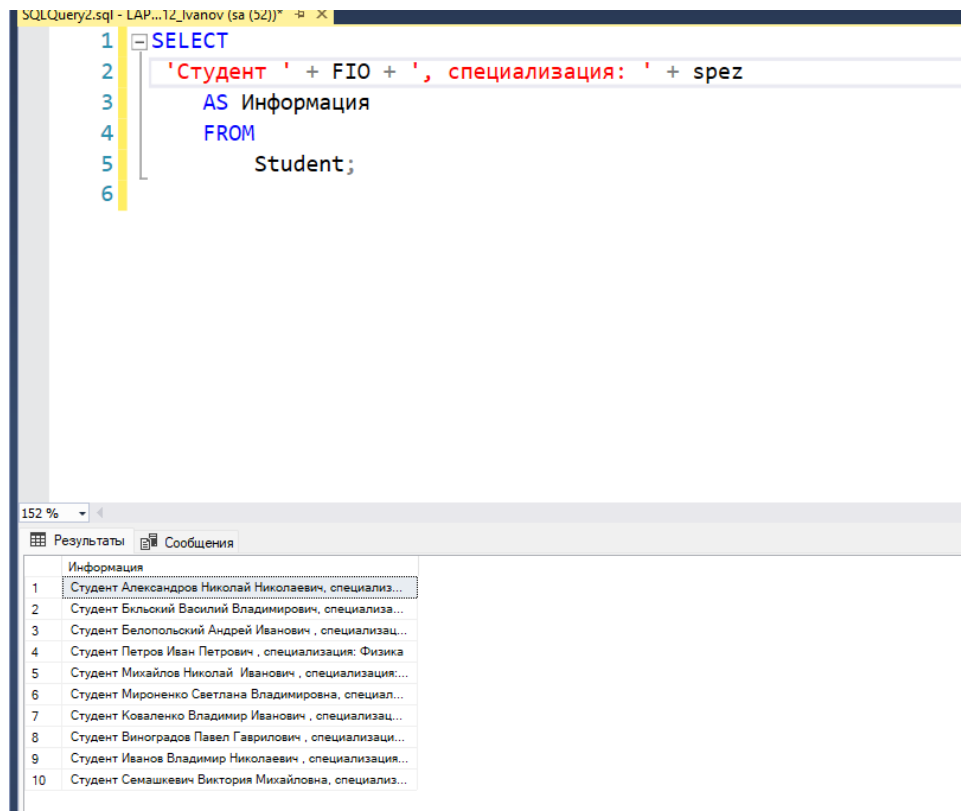 SQLQuery2.sql - LAP...12_Ivanov (sa (52))*
1 SELECT
2 'Студент ' + FIO + ', специализация: ' + spez
3 AS Информация
4 FROM
5 Student;
6
152 %
Результаты Сообщения
Информация
1 Студент Александров Николай Николаевич, специализ...
2 Студент Бкльский Василий Владимирович, специализа...
3 Студент Белопольский Андрей Иванович , специализац...
4 Студент Петров Иван Петрович , специализация: Физика
5 Студент Михайлов Николай  Иванович , специализация:...
6 Студент Мироненко Светлана Владимировна, специал...
7 Студент Коваленко Владимир Иванович , специализац...
8 Студент Виноградов Павел Гаврилович , специализаци...
9 Студент Иванов Владимир Николаевич , специализация...
10 Студент Семашкевич Виктория Михайловна, специализ...